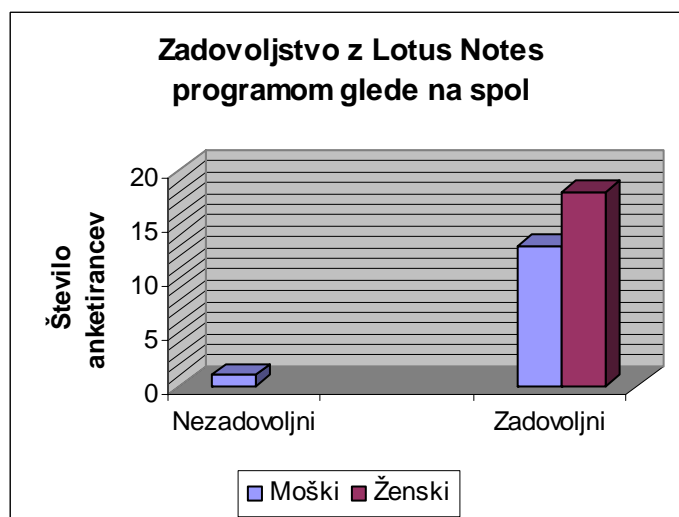 Zadovoljstvo z Lotus Notes
programom glede na spol
Število
anketirancev
20
15
10
5
0
Nezadovoljni
Zadovoljni
Moški
Ženski